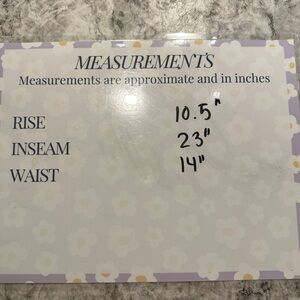 MEASUREMENTS
Measurements are approximate and in inches
RISE 10.5"
INSEAM 23"
WAIST 14"